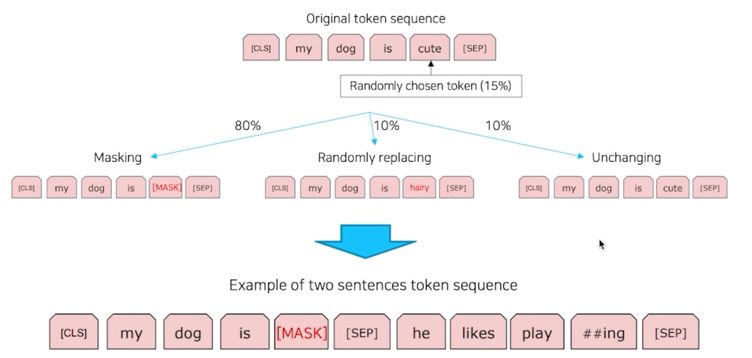 Original token sequence
[CLS] my dog is cute [SEP]
Randomly chosen token (15%)
80% 10% 10%
Masking Randomly replacing Unchanging
[CLS] my dog is [MASK] [SEP] [CLS] my dog is hairy [SEP] [CLS] my dog is cute [SEP]
Example of two sentences token sequence
[CLS] my dog is [MASK] [SEP] he likes play ##ing [SEP]